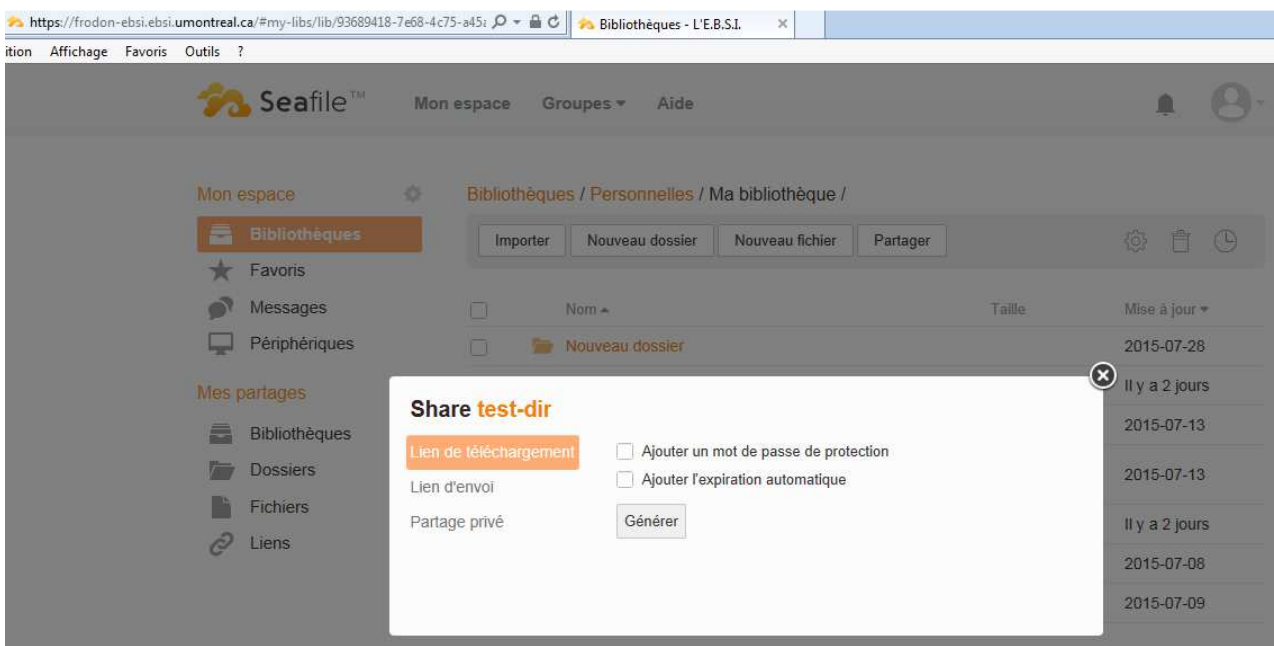 https://frodon-ebsi.ebsi.umontreal.ca/#my-libs/lib/93689418-7e68-4c75-a45
Bibliothèques - L'E.B.S.I.
ition Affichage Favoris Outils ?
Seafile™ Mon espace Groupes Aide
Mon espace
Bibliothèques
Favoris
Messages
Périphériques
Mes partages
Bibliothèques
Dossiers
Fichiers
Liens
Bibliothèques / Personnelles / Ma bibliothèque /
Importer Nouveau dossier Nouveau fichier Partager
Nom Taille Mise à jour
Nouveau dossier 2015-07-28
Il y a 2 jours
2015-07-13
2015-07-13
Il y a 2 jours
2015-07-08
2015-07-09
Share test-dir
Lien de téléchargement
Lien d'envoi
Partage privé
Ajouter un mot de passe de protection
Ajouter l'expiration automatique
Générer